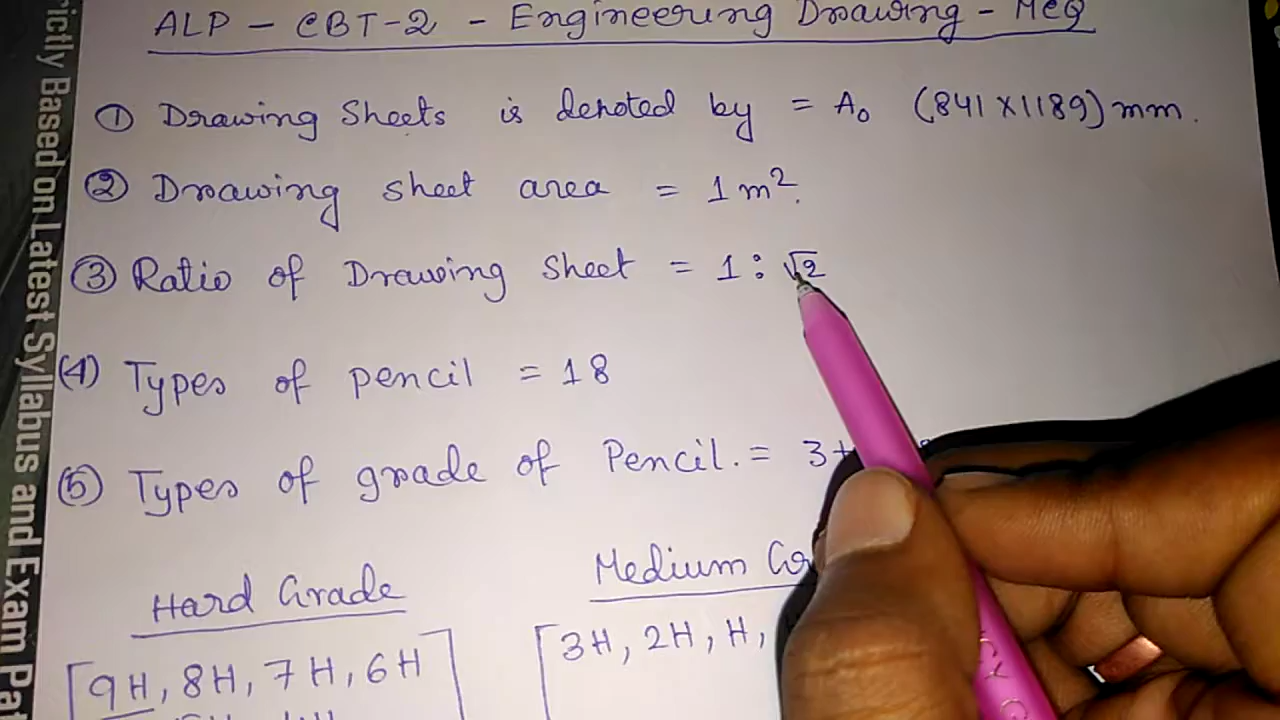 ALP - CBT-2 - Engineering Drawing - MCQ
① Drawing Sheets is denoted by = A₀ (841×1189) mm.
② Drawing sheet area = 1 m².
③ Ratio of Drawing Sheet = 1 : √2
(4) Types of pencil = 18
⑤ Types of grade of Pencil. = 3
Hard Grade
Medium
[9H, 8H, 7H, 6H]
[3H, 2H, H,
rictly Based on Latest Syllabus and Exam Pat